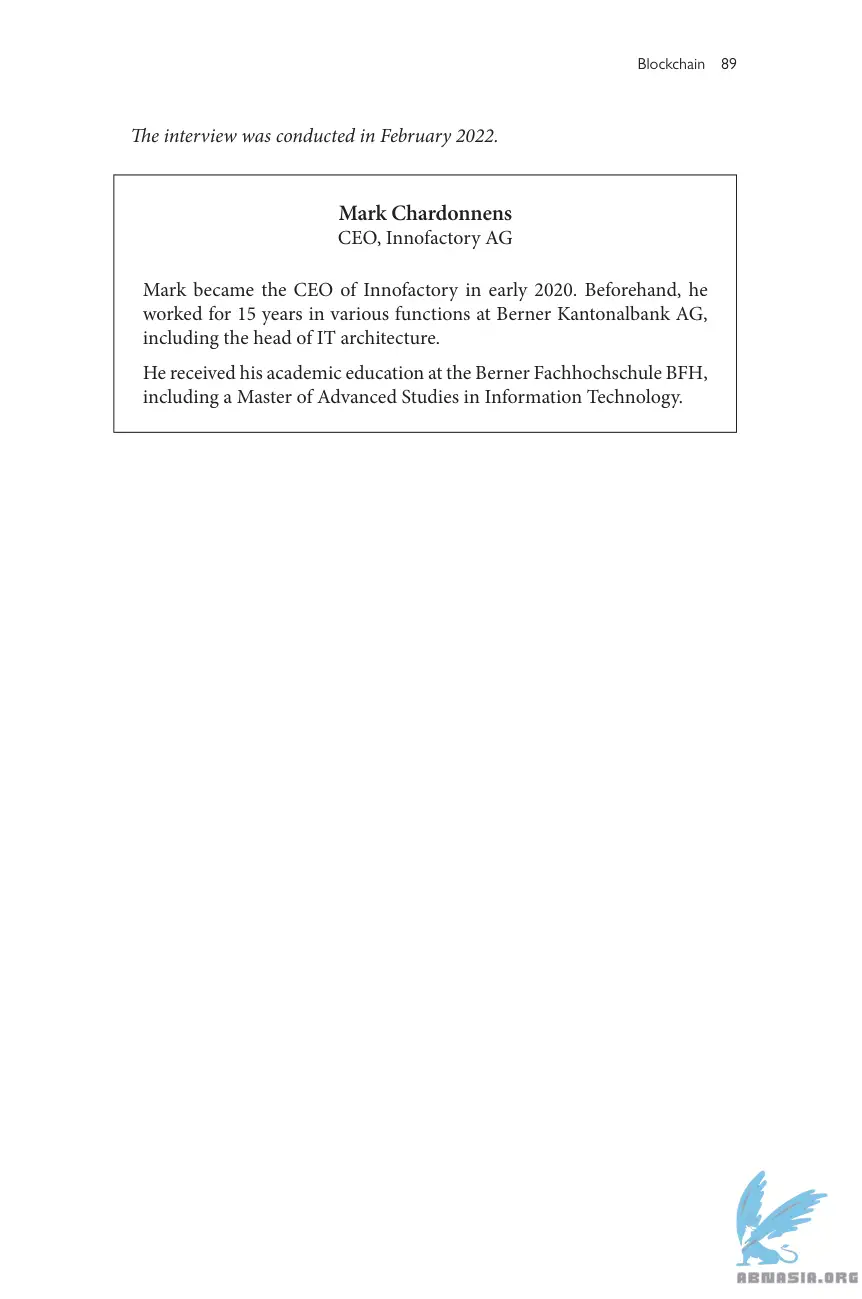 Blockchain 89
The interview was conducted in February 2022.
Mark Chardonnens
CEO, Innofactory AG
Mark became the CEO of Innofactory in early 2020. Beforehand, he
worked for 15 years in various functions at Berner Kantonalbank AG,
including the head of IT architecture.
He received his academic education at the Berner Fachhochschule BFH,
including a Master of Advanced Studies in Information Technology.
ABNASIA.ORG